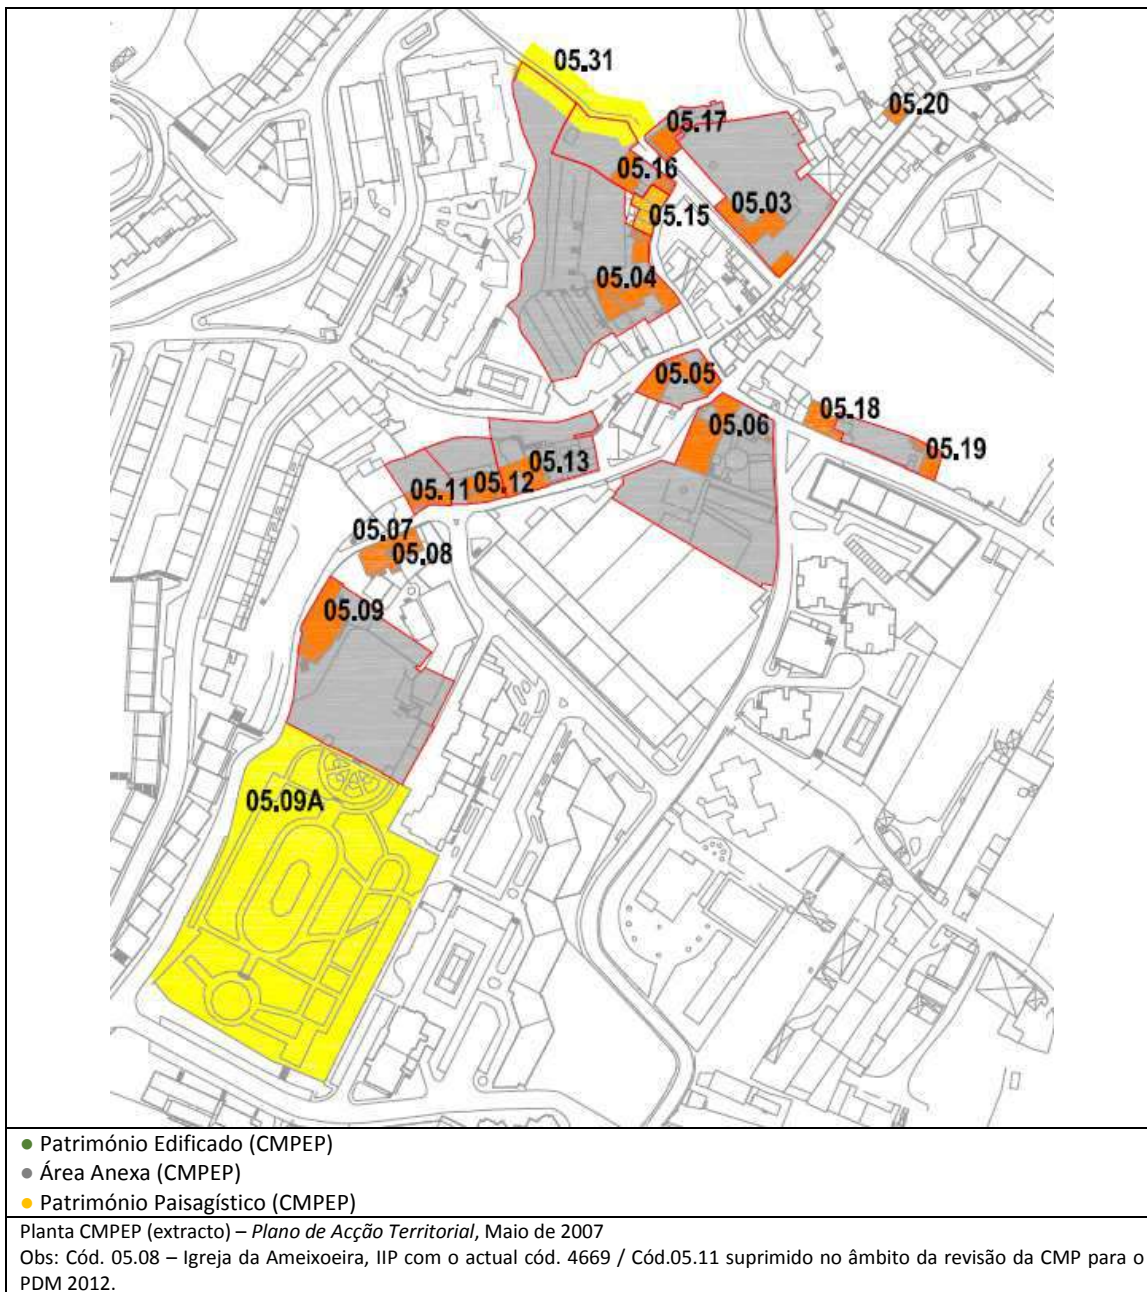 05.31
05.20
05.17
05.16
05.03
05.15
05.04
05.05
05.18
05.06
05.19
05.13
05.12
05.11
05.07
05.08
05.09
05.09A
● Património Edificado (CMPEP)
● Área Anexa (CMPEP)
● Património Paisagístico (CMPEP)
Planta CMPEP (extracto) – Plano de Acção Territorial, Maio de 2007
Obs: Cód. 05.08 – Igreja da Ameixoeira, IIP com o actual cód. 4669 / Cód.05.11 suprimido no âmbito da revisão da CMP para o
PDM 2012.